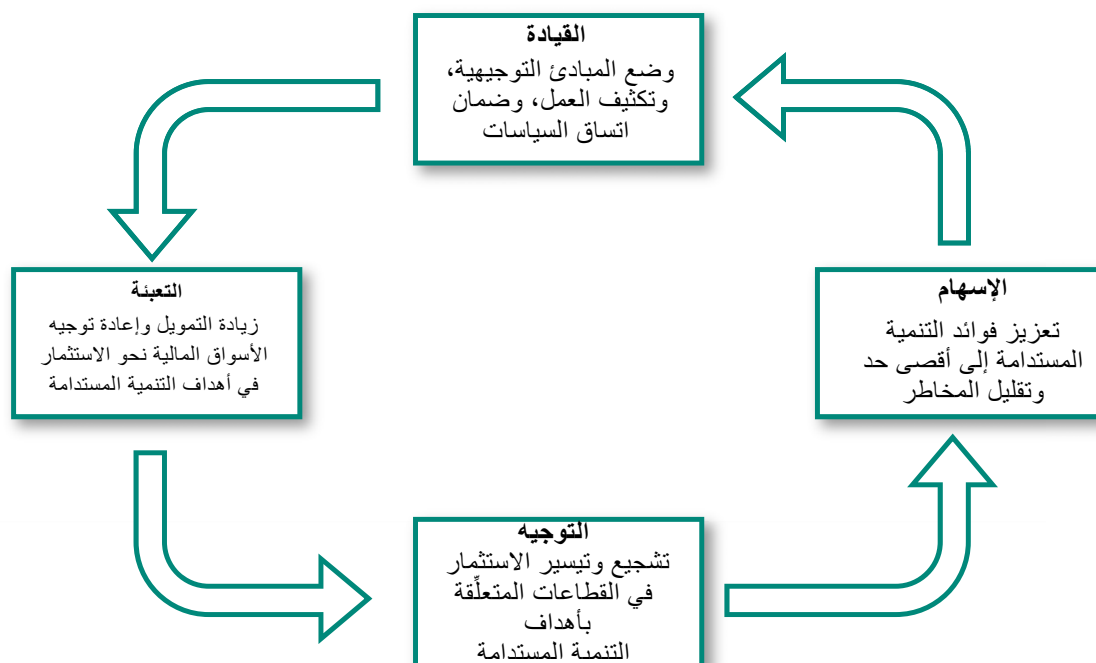 القيادة
وضع المبادئ التوجيهية،
وتكثيف العمل، وضمان
اتساق السياسات
التعبئة
زيادة التمويل وإعادة توجيه
الأسواق المالية نحو الاستثمار
في أهداف التنمية المستدامة
التوجيه
تشجيع وتيسير الاستثمار
في القطاعات المتعلِّقة
بأهداف
التنمية المستدامة
الإسهام
تعزيز فوائد التنمية
المستدامة إلى أقصى حد
وتقليل المخاطر